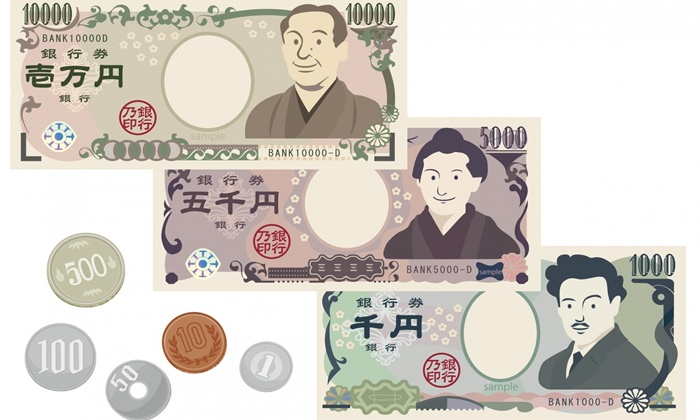 10000 10000
BANK10000D
銀行券
壱万円
銀行
銀行
乃印
sample
BANK10000-D
5000
銀行券
五千円
銀行
銀行
乃印
BANK5000-D
sample
1000
銀行券
千円
銀行
銀行
乃印
sample
BANK1000-D
500
100
50
10
1